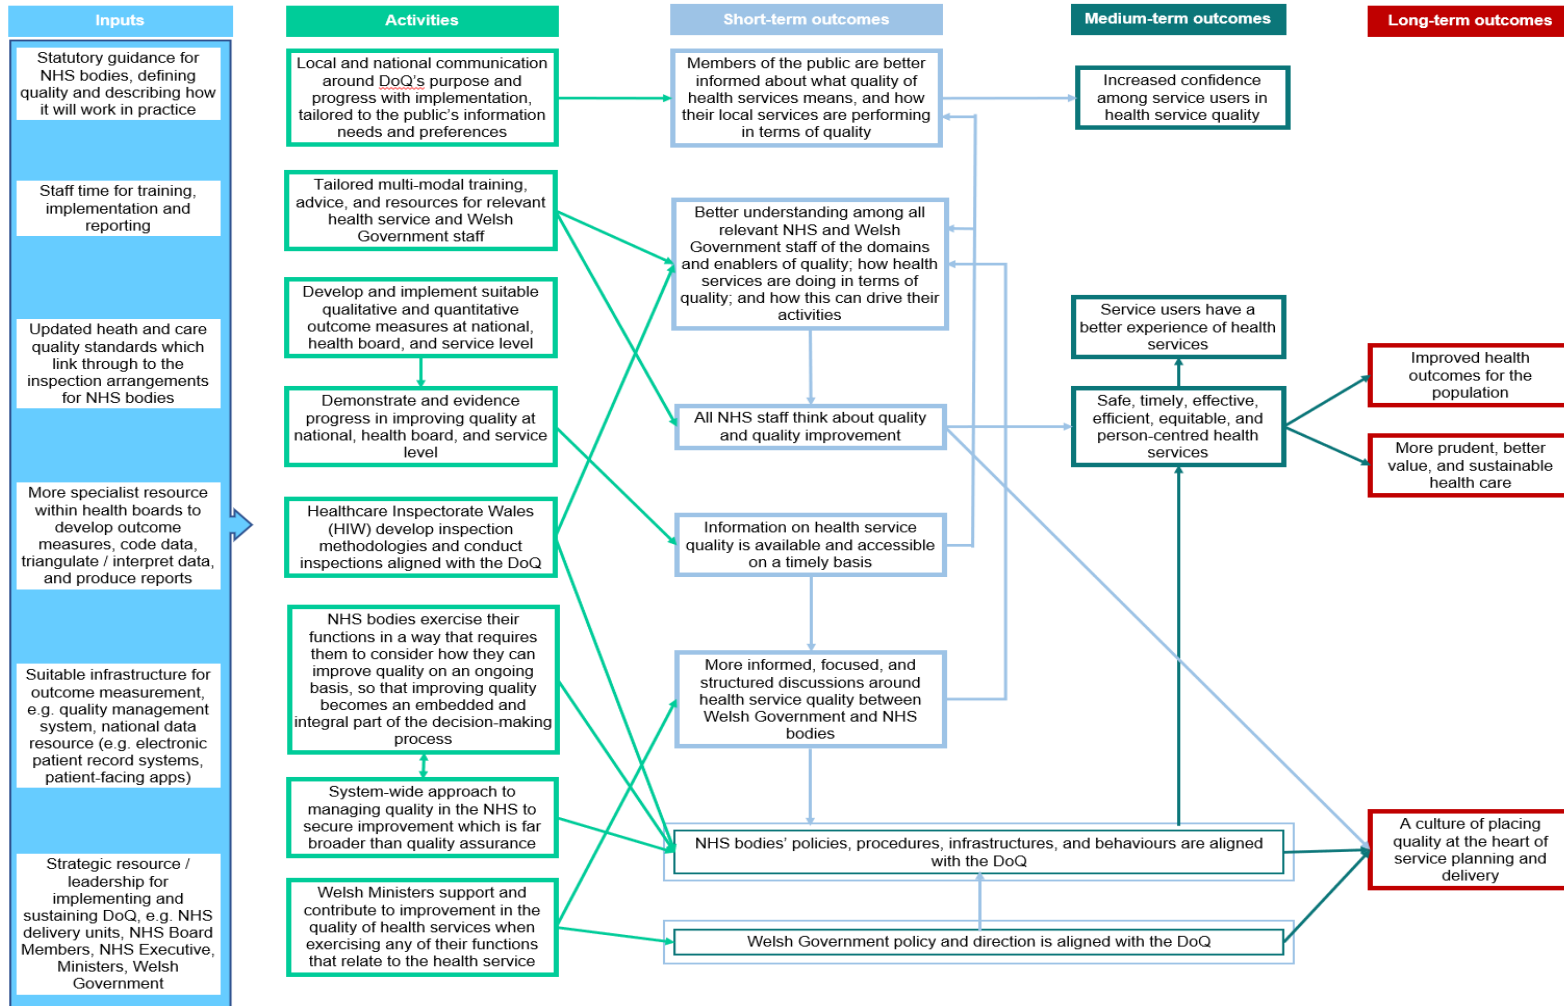 Inputs
Activities
Short-term outcomes
Medium-term outcomes
Long-term outcomes
Statutory guidance for
NHS bodies, defining
quality and describing how
it will work in practice
Staff time for training,
implementation and
reporting
Updated heath and care
quality standards which
link through to the
inspection arrangements
for NHS bodies
More specialist resource
within health boards to
develop outcome
measures, code data,
triangulate / interpret data,
and produce reports
Suitable infrastructure for
outcome measurement,
e.g. quality management
system, national data
resource (e.g. electronic
patient record systems,
patient-facing apps)
Strategic resource /
leadership for
implementing and
sustaining DoQ, e.g. NHS
delivery units, NHS Board
Members, NHS Executive,
Ministers, Welsh
Government
Local and national communication
around DoQ's purpose and
progress with implementation,
tailored to the public's information
needs and preferences
Tailored multi-modal training,
advice, and resources for relevant
health service and Welsh
Government staff
Develop and implement suitable
qualitative and quantitative
outcome measures at national,
health board, and service level
Demonstrate and evidence
progress in improving quality at
national, health board, and service
level
Healthcare Inspectorate Wales
(HIW) develop inspection
methodologies and conduct
inspections aligned with the DoQ
NHS bodies exercise their
functions in a way that requires
them to consider how they can
improve quality on an ongoing
basis, so that improving quality
becomes an embedded and
integral part of the decision-making
process
System-wide approach to
managing quality in the NHS to
secure improvement which is far
broader than quality assurance
Welsh Ministers support and
contribute to improvement in the
quality of health services when
exercising any of their functions
that relate to the health service
Members of the public are better
informed about what quality of
health services means, and how
their local services are performing
in terms of quality
Better understanding among all
relevant NHS and Welsh
Government staff of the domains
and enablers of quality; how health
services are doing in terms of
quality; and how this can drive their
activities
All NHS staff think about quality
and quality improvement
Information on health service
quality is available and accessible
on a timely basis
More informed, focused, and
structured discussions around
health service quality between
Welsh Government and NHS
bodies
NHS bodies' policies, procedures, infrastructures, and behaviours are aligned
with the DoQ
Welsh Government policy and direction is aligned with the DoQ
Increased confidence
among service users in
health service quality
Service users have a
better experience of health
services
Safe, timely, effective,
efficient, equitable, and
person-centred health
services
Improved health
outcomes for the
population
More prudent, better
value, and sustainable
health care
A culture of placing
quality at the heart of
service planning and
delivery